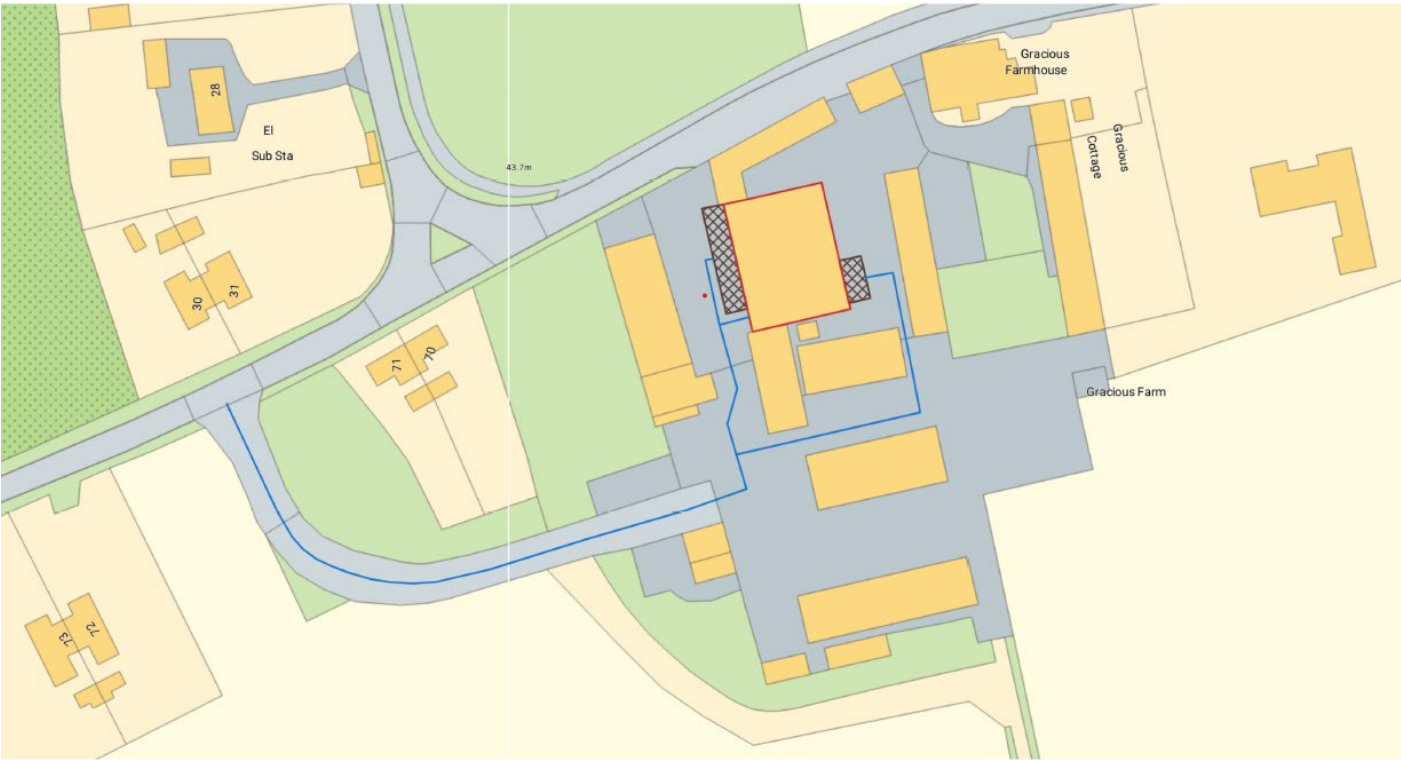 Gracious
Farmhouse
28
El
Sub Sta
43.7m
Gracious
Cottage
30
31
71
70
Gracious Farm
73
72